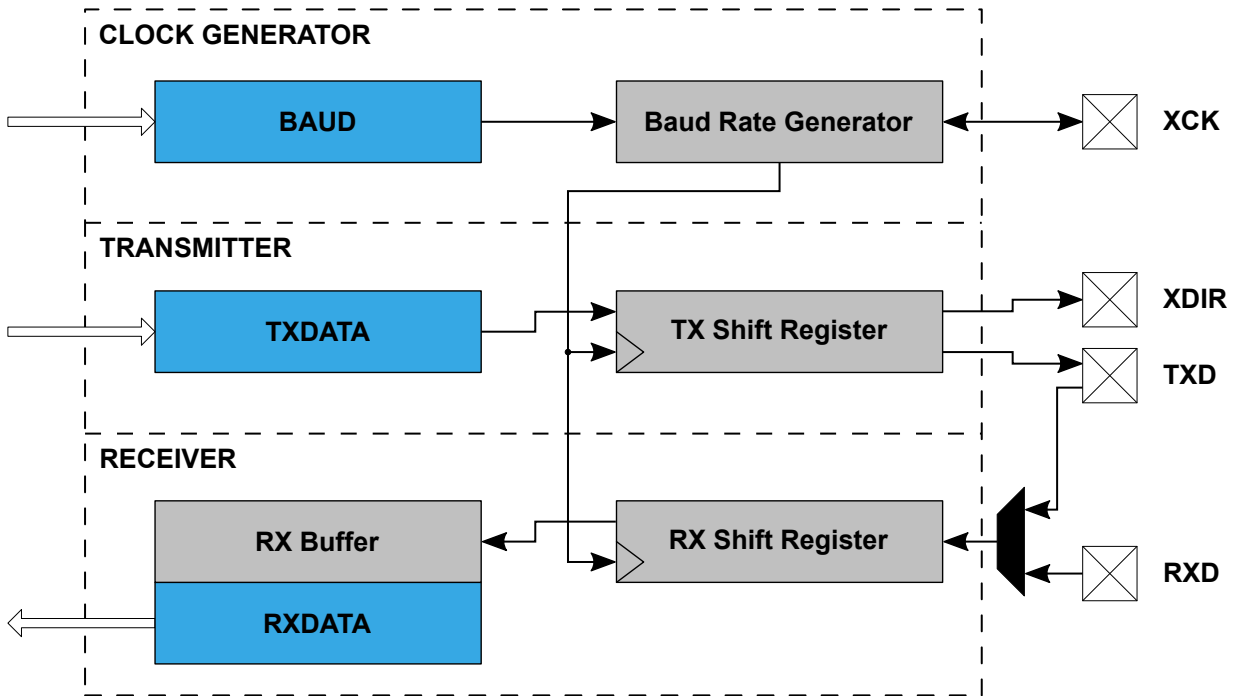 CLOCK GENERATOR
BAUD
Baud Rate Generator
XCK
TRANSMITTER
TXDATA
TX Shift Register
XDIR
TXD
RECEIVER
RX Buffer
RX Shift Register
RXD
RXDATA